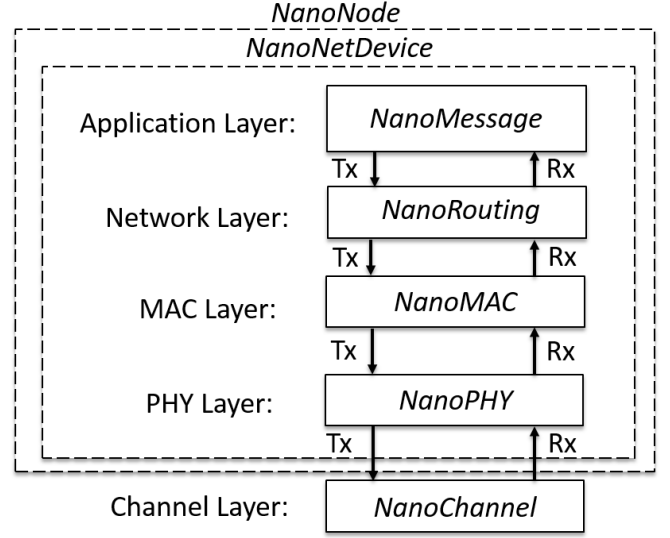 NanoNode
NanoNetDevice
Application Layer: NanoMessage
Tx Rx
Network Layer: NanoRouting
Tx Rx
MAC Layer: NanoMAC
Tx Rx
PHY Layer: NanoPHY
Tx Rx
Channel Layer: NanoChannel